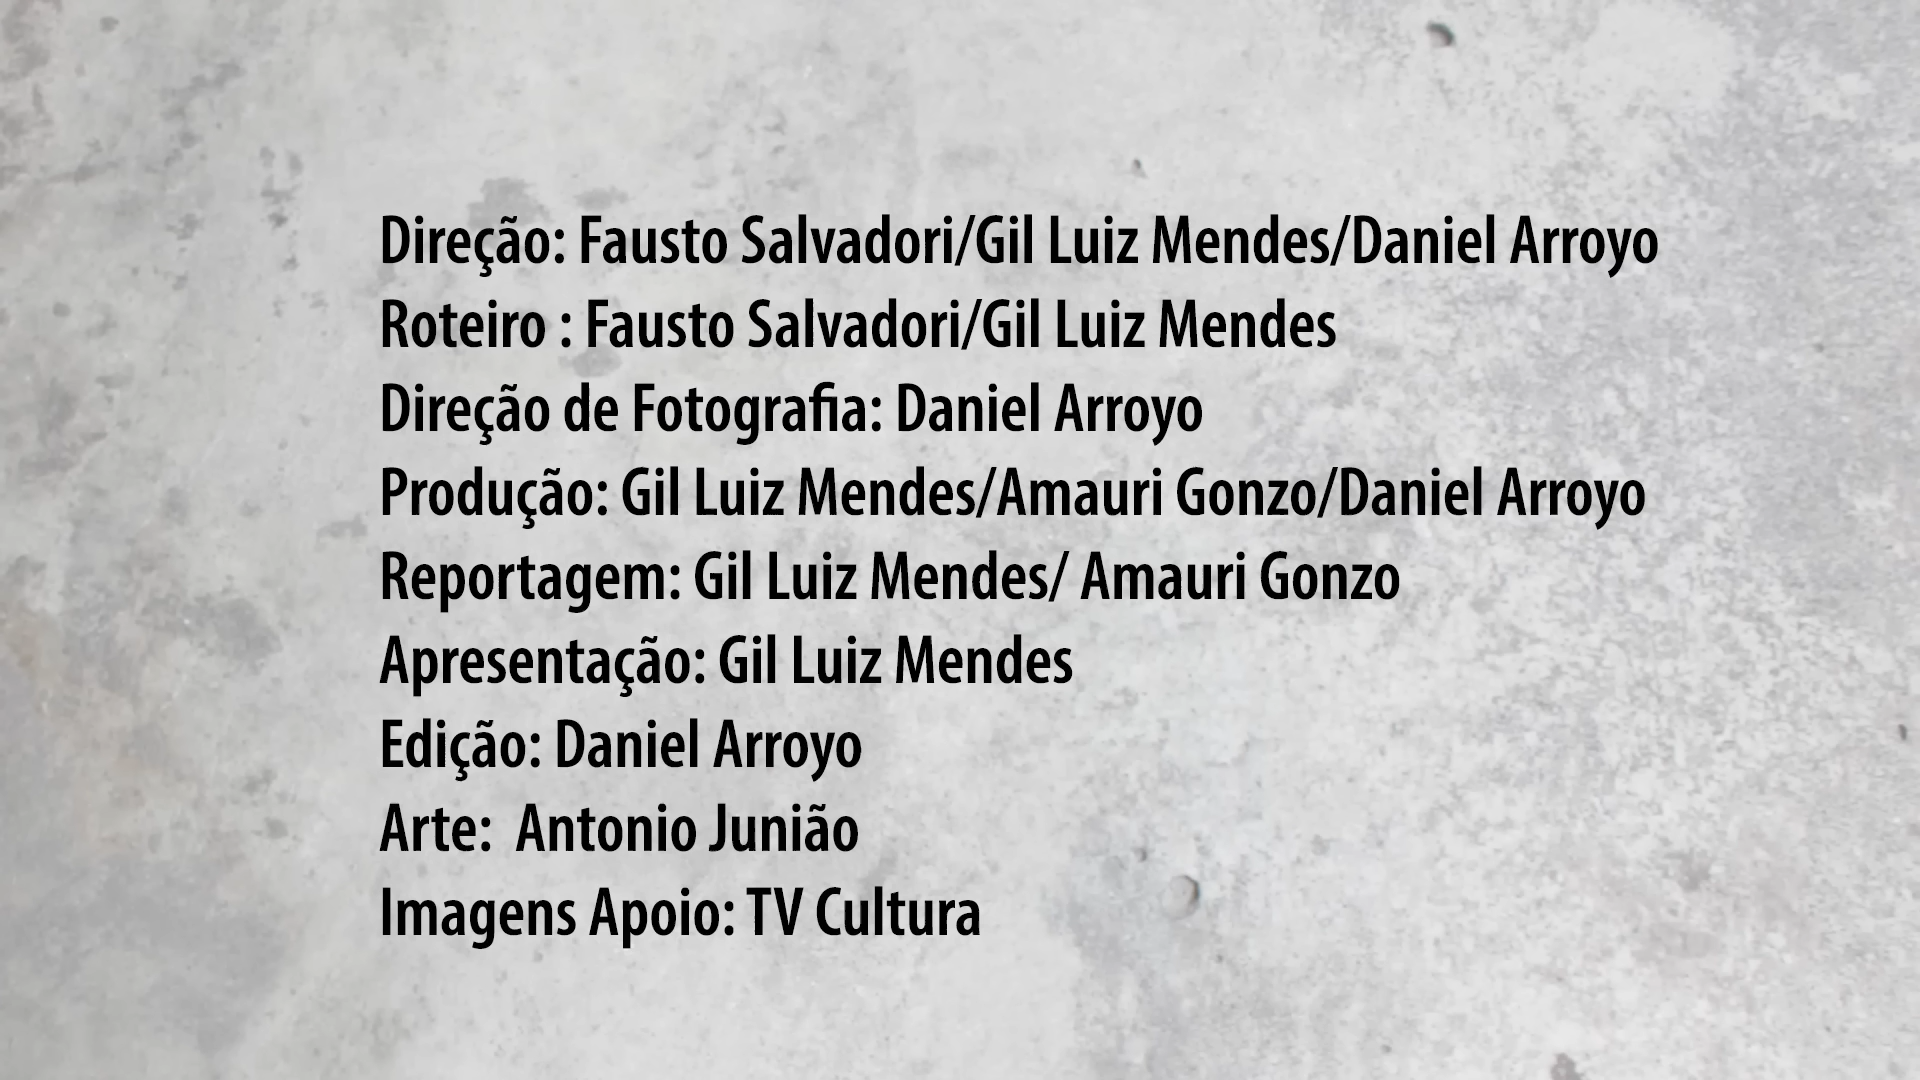 Direção: Fausto Salvadori/Gil Luiz Mendes/Daniel Arroyo
Roteiro : Fausto Salvadori/Gil Luiz Mendes
Direção de Fotografia: Daniel Arroyo
Produção: Gil Luiz Mendes/Amauri Gonzo/Daniel Arroyo
Reportagem: Gil Luiz Mendes/ Amauri Gonzo
Apresentação: Gil Luiz Mendes
Edição: Daniel Arroyo
Arte:  Antonio Junião
Imagens Apoio: TV Cultura